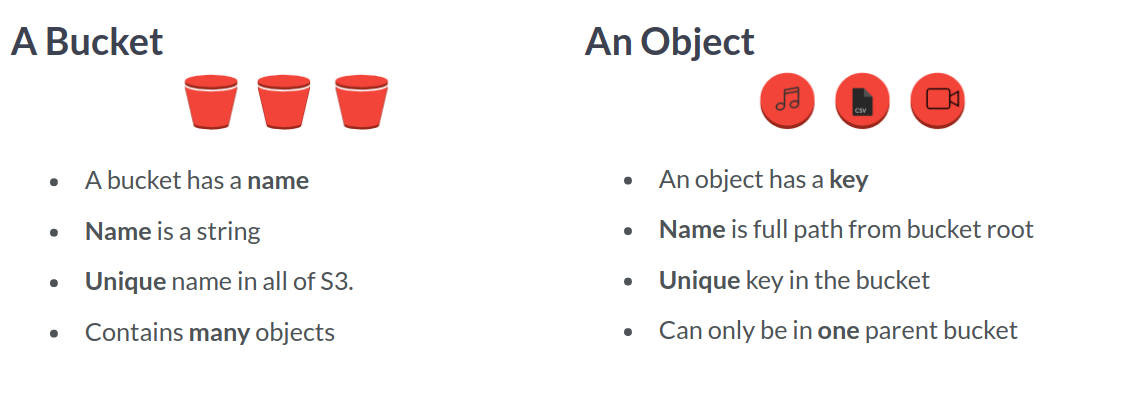 A Bucket
A bucket has a name
Name is a string
Unique name in all of S3.
Contains many objects
An Object
CSV
An object has a key
Name is full path from bucket root
Unique key in the bucket
Can only be in one parent bucket